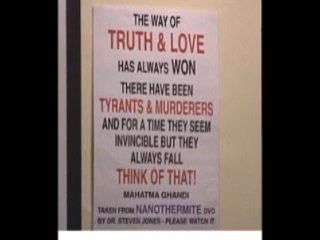 THE WAY OF
TRUTH & LOVE
HAS ALWAYS WON
THERE HAVE BEEN
TYRANTS & MURDERERS
AND FOR A TIME THEY SEEM
INVINCIBLE BUT THEY
ALWAYS FALL
THINK OF THAT!
MAHATMA GHANDI
TAKEN FROM NANOTHERMITE DVD
BY DR. STEVEN JONES - PLEASE WATCH IT